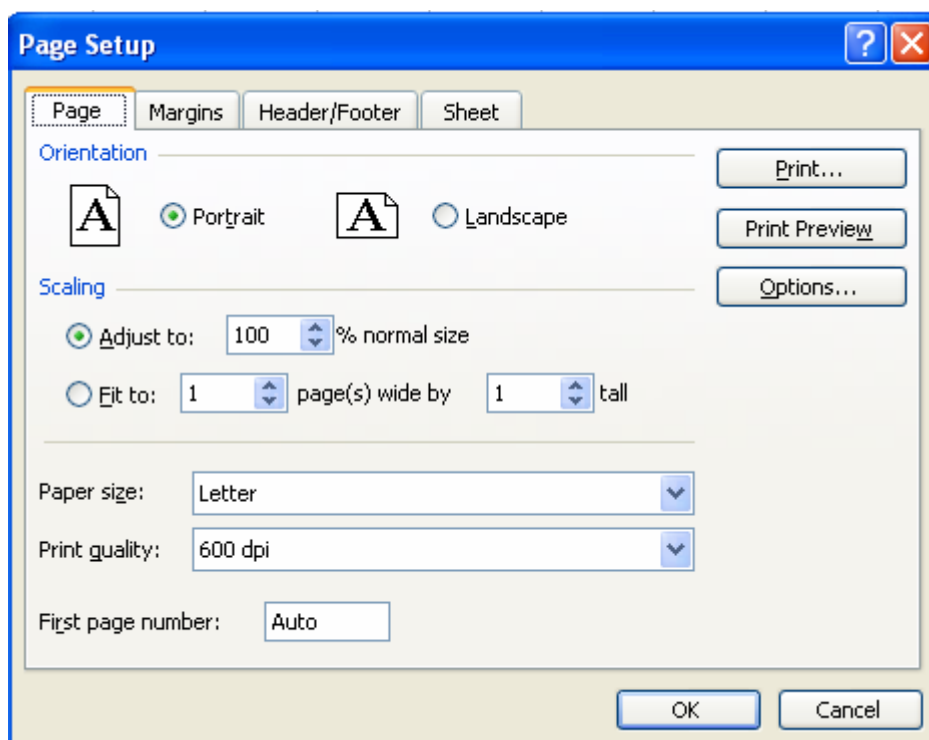 Page Setup ?
Page Margins Header/Footer Sheet
Orientation
A Portrait A Landscape
Print...
Print Preview
Scaling
Options...
Adjust to: 100 % normal size
Fit to: 1 page(s) wide by 1 tall
Paper size: Letter
Print quality: 600 dpi
First page number: Auto
OK Cancel